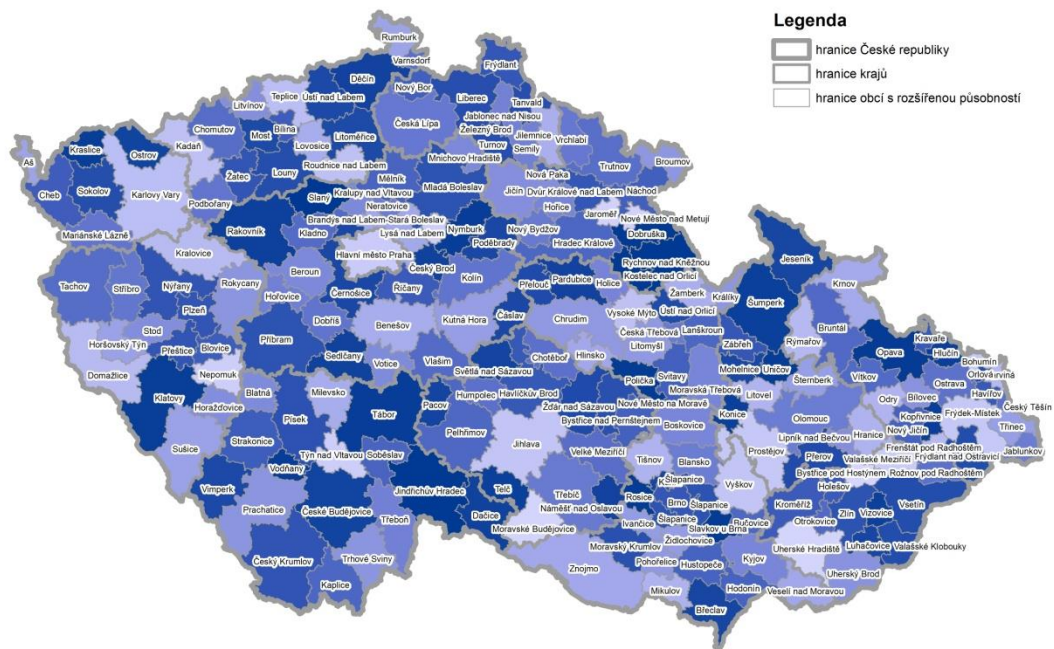 Legenda
hranice České republiky
hranice krajů
hranice obcí s rozšířenou působností
Rumburk
Varnsdorf
Frýdlant
Děčín
Teplice
Ústí nad Labem
Nový Bor
Liberec
Tanvald
Litvínov
Jablonec nad Nisou
Bílina
Česká Lípa
Železný Brod
Chomutov
Most
Litoměřice
Jilemnice
Vrchlabí
Kraslice
Ostrov
Kadaň
Lovosice
Turnov
Semily
Aš
Roudnice nad Labem
Mnichovo Hradiště
Trutnov
Broumov
Žatec
Louny
Mělník
Nová Paka
Cheb
Sokolov
Karlovy Vary
Podbořany
Slaný
Kralupy nad Vltavou
Mladá Boleslav
Jičín
Dvůr Králové nad Labem
Náchod
Neratovice
Hořice
Jaroměř
Mariánské Lázně
Rakovník
Kladno
Brandýs nad Labem-Stará Boleslav
Lysá nad Labem
Nymburk
Nový Bydžov
Nové Město nad Metují
Dobruška
Hradec Králové
Kralovice
Hlavní město Praha
Poděbrady
Rychnov nad Kněžnou
Jeseník
Beroun
Český Brod
Kolín
Kostelec nad Orlicí
Tachov
Stříbro
Nýřany
Rokycany
Hořovice
Černošice
Říčany
Přelouč
Pardubice
Holice
Žamberk
Králíky
Šumperk
Krnov
Plzeň
Dobříš
Benešov
Kutná Hora
Čáslav
Chrudim
Vysoké Mýto
Ústí nad Orlicí
Bruntál
Stod
Příbram
Česká Třebová
Lanškroun
Zábřeh
Rýmařov
Horšovský Týn
Přeštice
Blovice
Sedlčany
Votice
Vlašim
Světlá nad Sázavou
Chotěboř
Hlinsko
Litomyšl
Opava
Kravaře
Hlučín
Bohumín
Domažlice
Nepomuk
Polička
Svitavy
Mohelnice
Uničov
Vítkov
Orlová
Klatovy
Horažďovice
Blatná
Milevsko
Tábor
Pacov
Humpolec
Havlíčkův Brod
Moravská Třebová
Šternberk
Ostrava
Havířov
Písek
Žďár nad Sázavou
Nové Město na Moravě
Litovel
Odry
Bílovec
Český Těšín
Bystřice nad Pernštejnem
Konice
Olomouc
Kopřivnice
Frýdek-Místek
Sušice
Strakonice
Týn nad Vltavou
Soběslav
Pelhřimov
Jihlava
Boskovice
Lipník nad Bečvou
Hranice
Nový Jičín
Třinec
Velké Meziříčí
Prostějov
Frenštát pod Radhoštěm
Jablunkov
Vodňany
Tišnov
Blansko
Přerov
Valašské Meziříčí
Frýdlant nad Ostravicí
Vimperk
Jindřichův Hradec
Telč
Vyškov
Bystřice pod Hostýnem
Rožnov pod Radhoštěm
Holešov
Prachatice
České Budějovice
Třeboň
Dačice
Třebíč
Náměšť nad Oslavou
Rosice
Šlapanice
Brno
Šlapanice
Kroměříž
Zlín
Vizovice
Vsetín
Moravské Budějovice
Ivančice
Šlapanice
Slavkov u Brna
Bučovice
Otrokovice
Český Krumlov
Trhové Sviny
Moravský Krumlov
Židlochovice
Uherské Hradiště
Luhačovice
Valašské Klobouky
Kaplice
Znojmo
Pohořelice
Hustopeče
Kyjov
Uherský Brod
Mikulov
Hodonín
Veselí nad Moravou
Břeclav